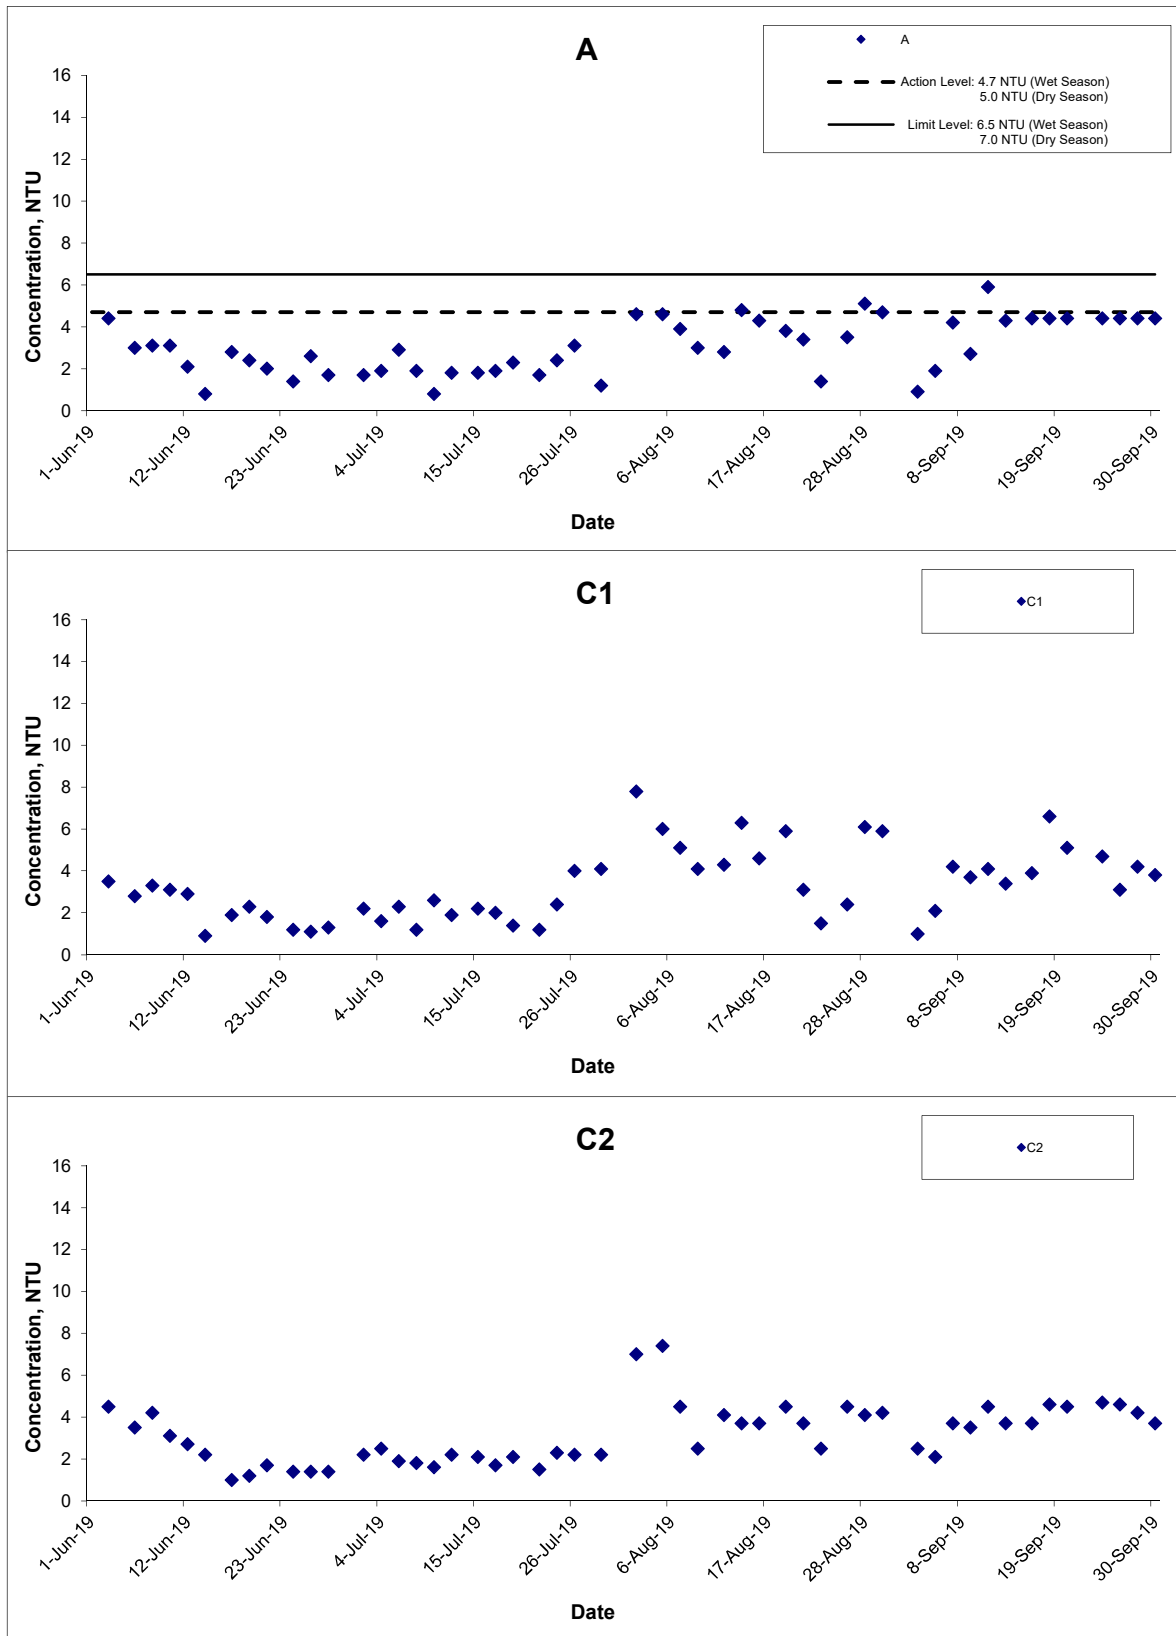 A
A
Action Level: 4.7 NTU (Wet Season)
5.0 NTU (Dry Season)
Limit Level: 6.5 NTU (Wet Season)
7.0 NTU (Dry Season)
Concentration, NTU
16
14
12
10
8
6
4
2
0
1-Jun-19
12-Jun-19
23-Jun-19
4-Jul-19
15-Jul-19
26-Jul-19
6-Aug-19
17-Aug-19
28-Aug-19
8-Sep-19
19-Sep-19
30-Sep-19
Date
C1
C1
Concentration, NTU
16
14
12
10
8
6
4
2
0
1-Jun-19
12-Jun-19
23-Jun-19
4-Jul-19
15-Jul-19
26-Jul-19
6-Aug-19
17-Aug-19
28-Aug-19
8-Sep-19
19-Sep-19
30-Sep-19
Date
C2
C2
Concentration, NTU
16
14
12
10
8
6
4
2
0
1-Jun-19
12-Jun-19
23-Jun-19
4-Jul-19
15-Jul-19
26-Jul-19
6-Aug-19
17-Aug-19
28-Aug-19
8-Sep-19
19-Sep-19
30-Sep-19
Date